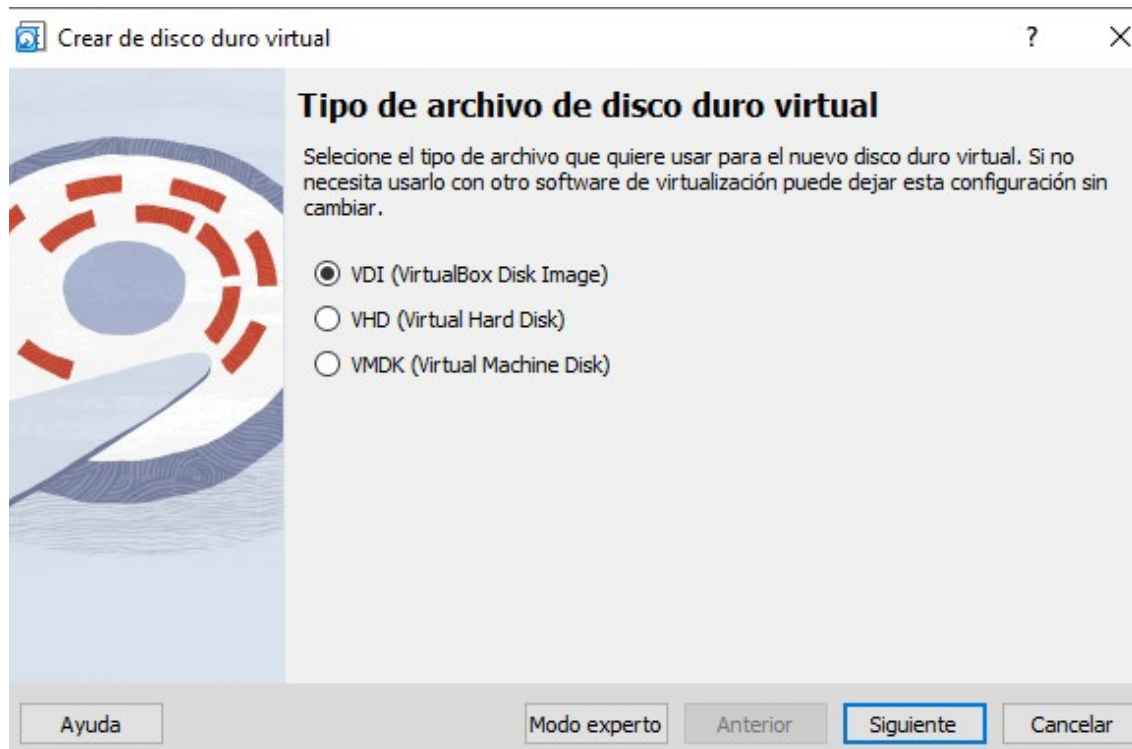 Crear de disco duro virtual
?
Tipo de archivo de disco duro virtual
Selecione el tipo de archivo que quiere usar para el nuevo disco duro virtual. Si no
necesita usarlo con otro software de virtualización puede dejar esta configuración sin
cambiar.
VDI (VirtualBox Disk Image)
VHD (Virtual Hard Disk)
VMDK (Virtual Machine Disk)
Ayuda
Modo experto
Anterior
Siguiente
Cancelar